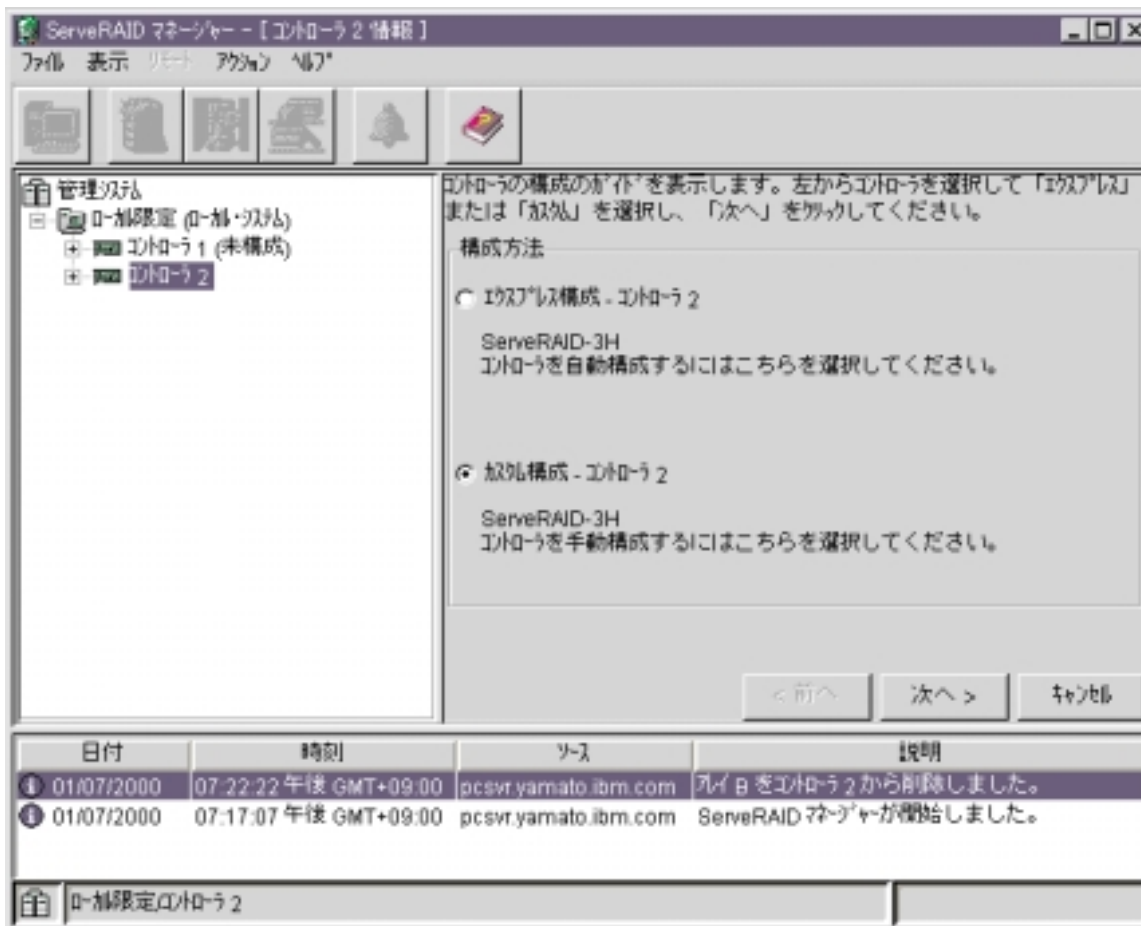 ServeRAID マネージャー - [ コントローラ 2 情報 ]
ファイル 表示 リモート アクション ヘルプ
管理システム
ローカル限定 (ローカル・システム)
コントローラ 1 (未構成)
コントローラ 2
コントローラの構成のガイドを表示します。左からコントローラを選択して「エクスプレス」
または「カスタム」を選択し、「次へ」をクリックしてください。
構成方法
エクスプレス構成 - コントローラ 2
ServeRAID-3H
コントローラを自動構成するにはこちらを選択してください。
カスタム構成 - コントローラ 2
ServeRAID-3H
コントローラを手動構成するにはこちらを選択してください。
< 前へ 次へ > キャンセル
日付 時刻 ソース 説明
01/07/2000 07:22:22 午後 GMT+09:00 pcsvr.yamato.ibm.com アレイ B をコントローラ 2 から削除しました。
01/07/2000 07:17:07 午後 GMT+09:00 pcsvr.yamato.ibm.com ServeRAID マネージャーが開始しました。
ローカル限定/コントローラ 2